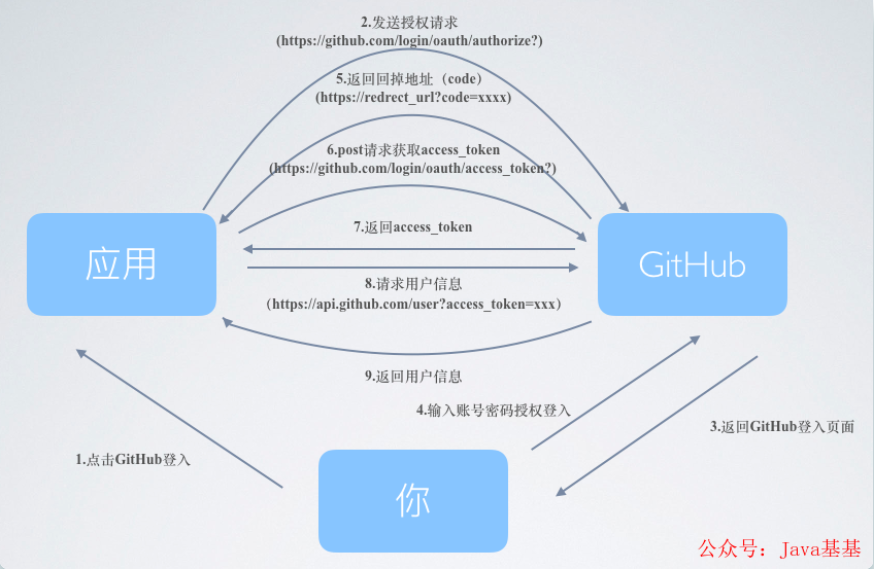 2.发送授权请求
(https://github.com/login/oauth/authorize?)
5.返回回掉地址（code）
(https://redrect_url?code=xxxx)
6.post请求获取access_token
(https://github.com/login/oauth/access_token?)
7.返回access_token
应用
GitHub
8.请求用户信息
(https://api.github.com/user?access_token=xxx)
9.返回用户信息
4.输入账号密码授权登入
3.返回GitHub登入页面
1.点击GitHub登入
你
公众号：Java基基